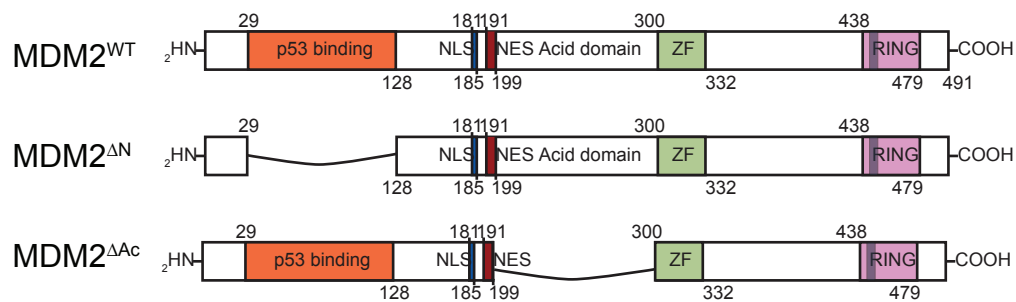 29 181 191 300 438
MDM2WT 2HN p53 binding NLS NES Acid domain ZF RING COOH
128 185 199 332 479 491
29 181 191 300 438
MDM2ΔN 2HN NLS NES Acid domain ZF RING COOH
128 185 199 332 479
29 181 191 300 438
MDM2ΔAc 2HN p53 binding NLS NES ZF RING COOH
128 185 199 332 479